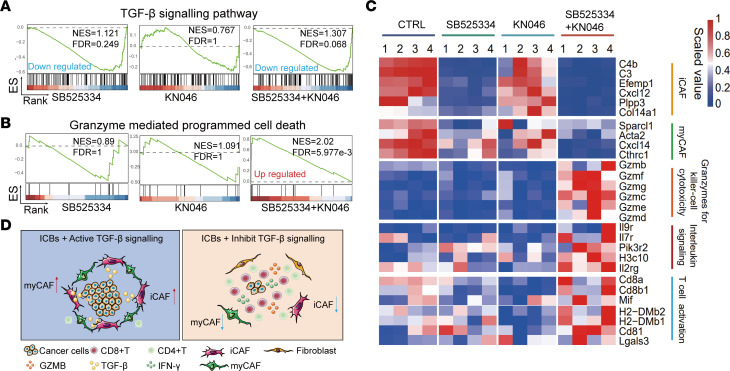 A
TGF-β signalling pathway
NES=1.121
FDR=0.249
Down regulated
NES=0.767
FDR=1
NES=1.307
FDR=0.068
Down regulated
ES
Rank
SB525334
KN046
SB525334+KN046
B
Granzyme mediated programmed cell death
NES=0.89
FDR=1
NES=1.091
FDR=1
NES=2.02
FDR=5.977e-3
Up regulated
ES
Rank
SB525334
KN046
SB525334+KN046
D
ICBs + Active TGF-β signalling
myCAF
iCAF
ICBs + Inhibit TGF-β signalling
myCAF
iCAF
Cancer cells
CD8+T
CD4+T
iCAF
Fibroblast
GZMB
TGF-β
IFN-γ
myCAF
C
CTRL
SB525334
KN046
SB525334
+KN046
1 2 3 4 1 2 3 4 1 2 3 4 1 2 3 4
C4b
C3
Efemp1
Cxcl12
Plpp3
Col14a1
Sparcl1
Acta2
Cxcl14
Cthrc1
Gzmb
Gzmf
Gzmg
Gzmc
Gzme
Gzmd
Il9r
Il7r
Pik3r2
H3c10
Il2rg
Cd8a
Cd8b1
Mif
H2−DMb2
H2−DMb1
Cd81
Lgals3
iCAF
myCAF
Granzymes for
killer-cell
cytotoxicity
Interleukin
signaling
T cell activation
1
0.8
0.6
0.4
0.2
0
Scaled value